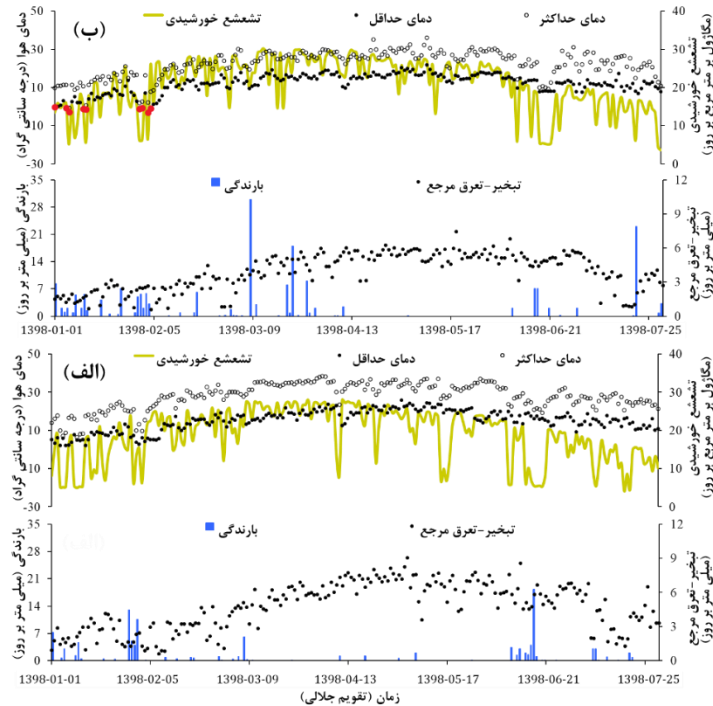 (ب)
تشعشع خورشیدی
دمای حداقل
دمای حداکثر
دمای هوا (درجه سانتی گراد)
تشعشع خورشیدی
(مگاژول بر مترمربع بر روز)
50
30
10
10
-30
40
30
20
10
0
بارندگی
تبخیر-تعرق مرجع
بارندگی (میلی متر بر روز)
تبخیر-تعرق مرجع
(میلی متر بر روز)
35
28
21
14
7
0
12
9
6
3
0
1398-01-01
1398-02-05
1398-03-09
1398-04-13
1398-05-17
1398-06-21
1398-07-25
(الف)
تشعشع خورشیدی
دمای حداقل
دمای حداکثر
دمای هوا (درجه سانتی گراد)
تشعشع خورشیدی
(مگاژول بر مترمربع بر روز)
50
30
10
10
-30
40
30
20
10
0
بارندگی
تبخیر-تعرق مرجع
بارندگی (میلی متر بر روز)
تبخیر-تعرق مرجع
(میلی متر بر روز)
35
28
21
14
7
0
12
9
6
3
0
1398-01-01
1398-02-05
1398-03-09
1398-04-13
1398-05-17
1398-06-21
1398-07-25
زمان (تقویم جلالی)